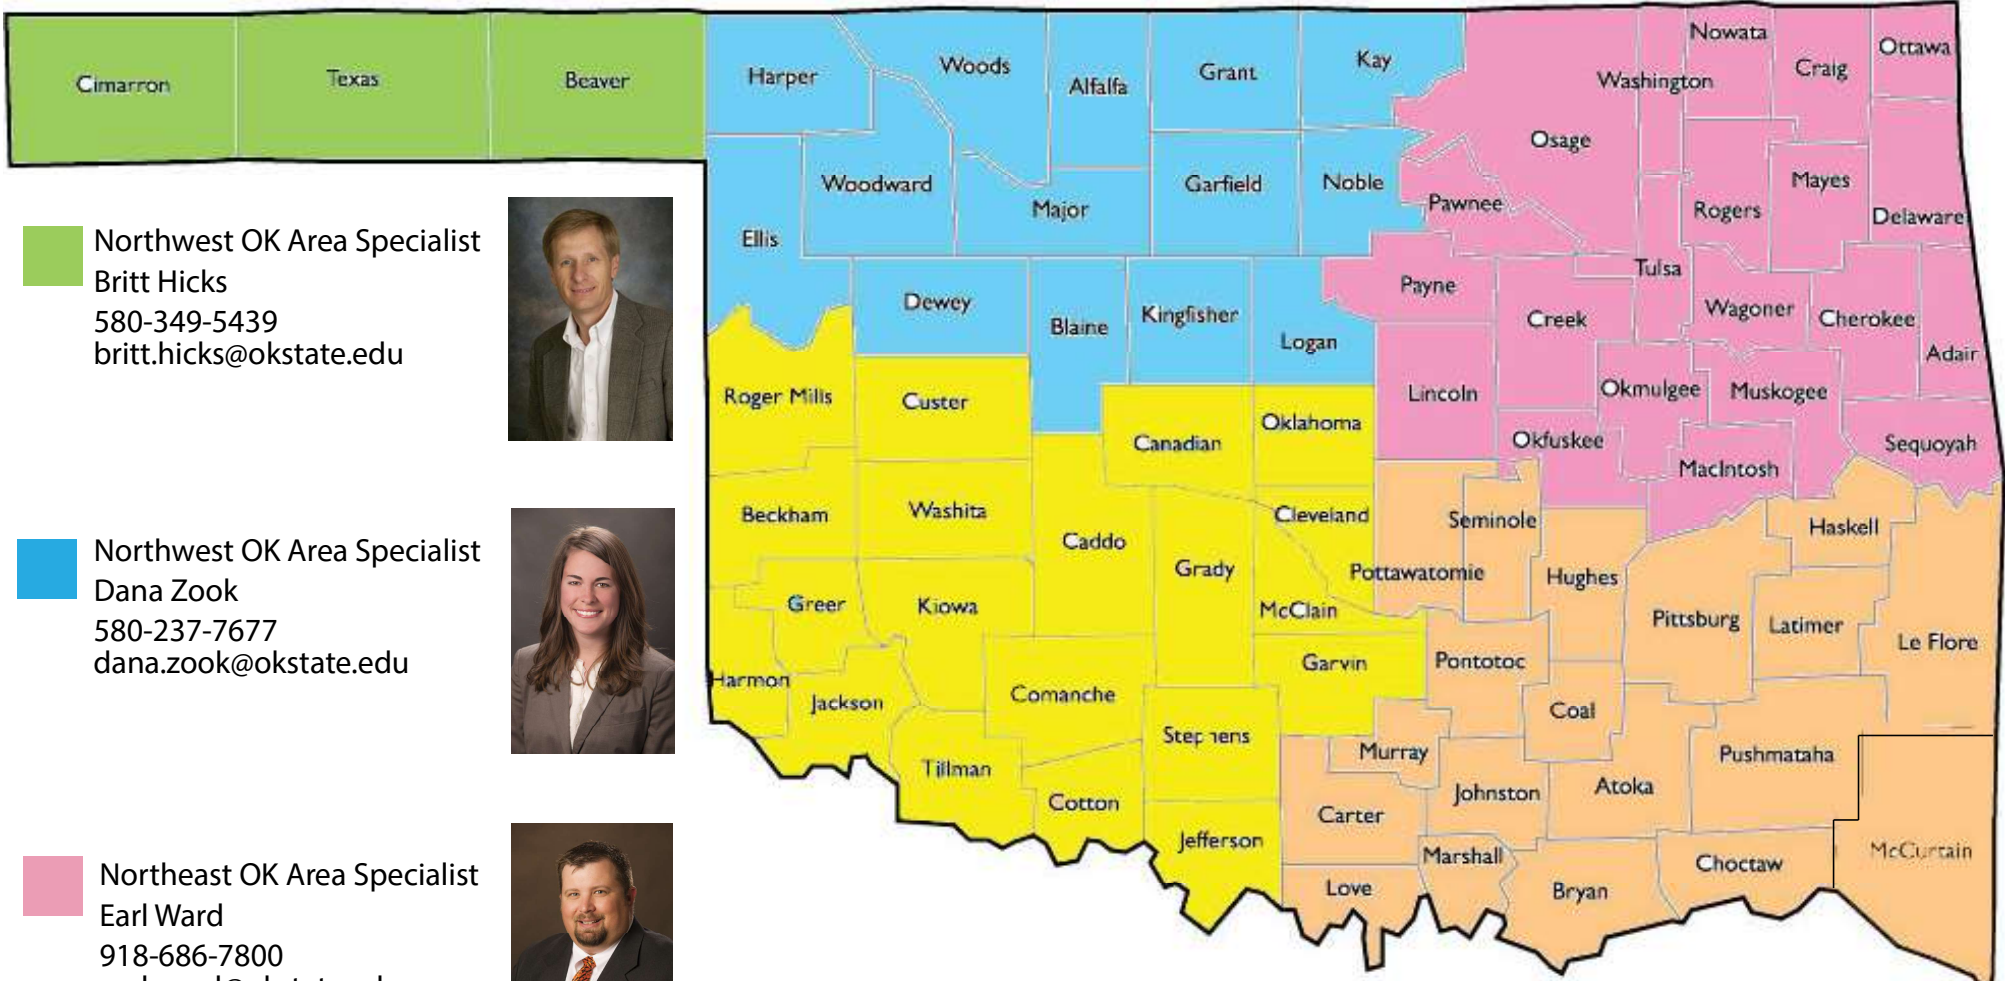 Cimarron
Texas
Beaver
Harper
Woods
Alfalfa
Grant
Kay
Nowata
Ottawa
Washington
Craig
Osage
Woodward
Major
Garfield
Noble
Pawnee
Rogers
Mayes
Delaware
Ellis
Dewey
Blaine
Kingfisher
Logan
Payne
Creek
Tulsa
Wagoner
Cherokee
Adair
Roger Mills
Custer
Canadian
Oklahoma
Lincoln
Okmulgee
Muskogee
Okfuskee
MacIntosh
Sequoyah
Beckham
Washita
Caddo
Grady
Cleveland
Seminole
Haskell
Pottawatomie
Hughes
Greer
Kiowa
McClain
Pittsburg
Latimer
Le Flore
Harmon
Jackson
Comanche
Garvin
Pontotoc
Coal
Stephens
Murray
Pushmataha
Tillman
Cotton
Johnston
Atoka
Carter
Jefferson
Marshall
Choctaw
McCurtain
Love
Bryan
Northwest OK Area Specialist
Britt Hicks
580-349-5439
britt.hicks@okstate.edu
Northwest OK Area Specialist
Dana Zook
580-237-7677
dana.zook@okstate.edu
Northeast OK Area Specialist
Earl Ward
918-686-7800